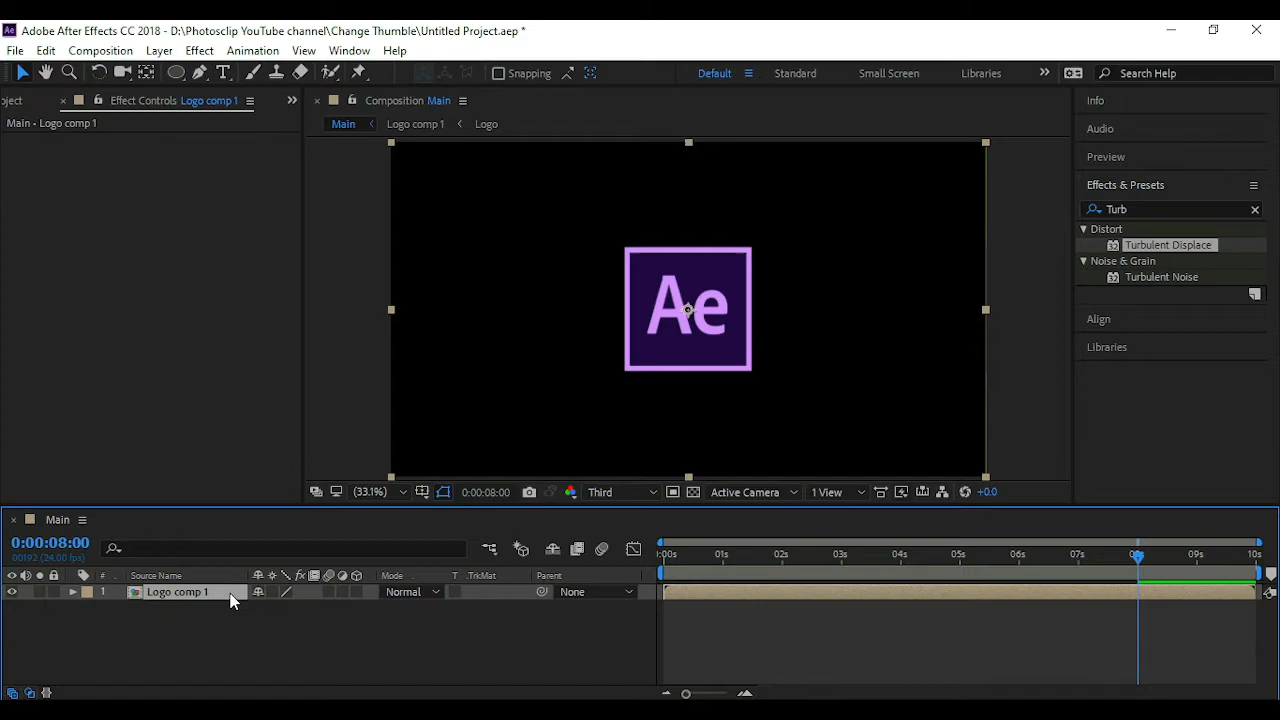 Ae Adobe After Effects CC 2018 - D:\Photosclip YouTube channel\Change Thumble\Untitled Project.aep *
File Edit Composition Layer Effect Animation View Window Help
T Snapping Default Standard Small Screen Libraries Search Help
oject Effect Controls Logo comp 1 Composition Main Info
Main - Logo comp 1
Main Logo comp 1 Logo
Audio
Preview
Effects & Presets
Turb
Distort
Turbulent Displace
Noise & Grain
Turbulent Noise
Align
Libraries
Ae
(33.1%) 0:00:08:00 Third Active Camera 1 View +0.0
Main
0:00:08:00
00192 (24.00 fps)
:00s 01s 02s 03s 04s 05s 06s 07s 08s 09s 10s
# Source Name fx Mode T .TrkMat Parent
1 Logo comp 1 Normal None